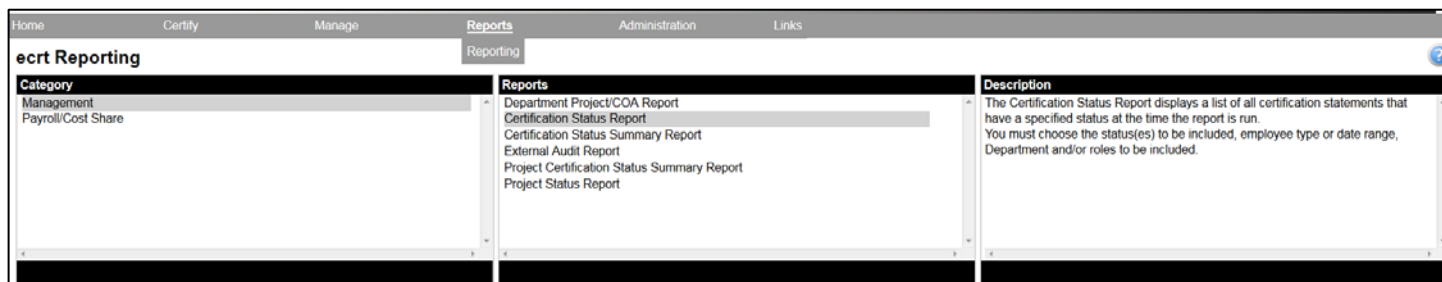 Home Certify Manage Reports Administration Links
Reporting
ecrt Reporting
?
Category
Management
Payroll/Cost Share
Reports
Department Project/COA Report
Certification Status Report
Certification Status Summary Report
External Audit Report
Project Certification Status Summary Report
Project Status Report
Description
The Certification Status Report displays a list of all certification statements that
have a specified status at the time the report is run.
You must choose the status(es) to be included, employee type or date range,
Department and/or roles to be included.